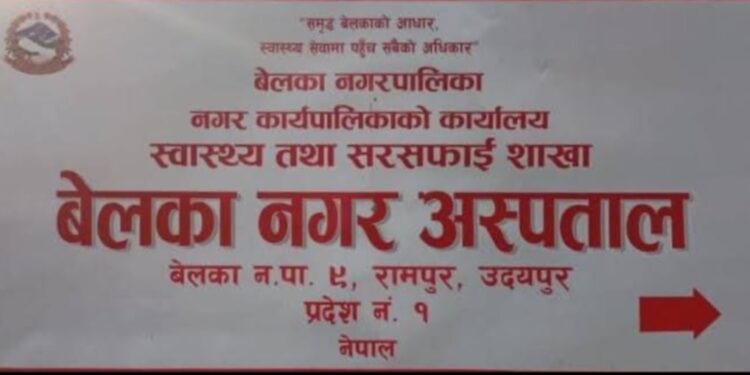 "समृद्ध बेलकाको आधार,
स्वास्थ्य सेवामा पहुँच सबैको अधिकार"
बेलका नगरपालिका
नगर कार्यपालिकाको कार्यालय
स्वास्थ्य तथा सरसफाई शाखा
बेलका नगर अस्पताल
बेलका न.पा. ९, रामपुर, उदयपुर
प्रदेश नं. १
नेपाल